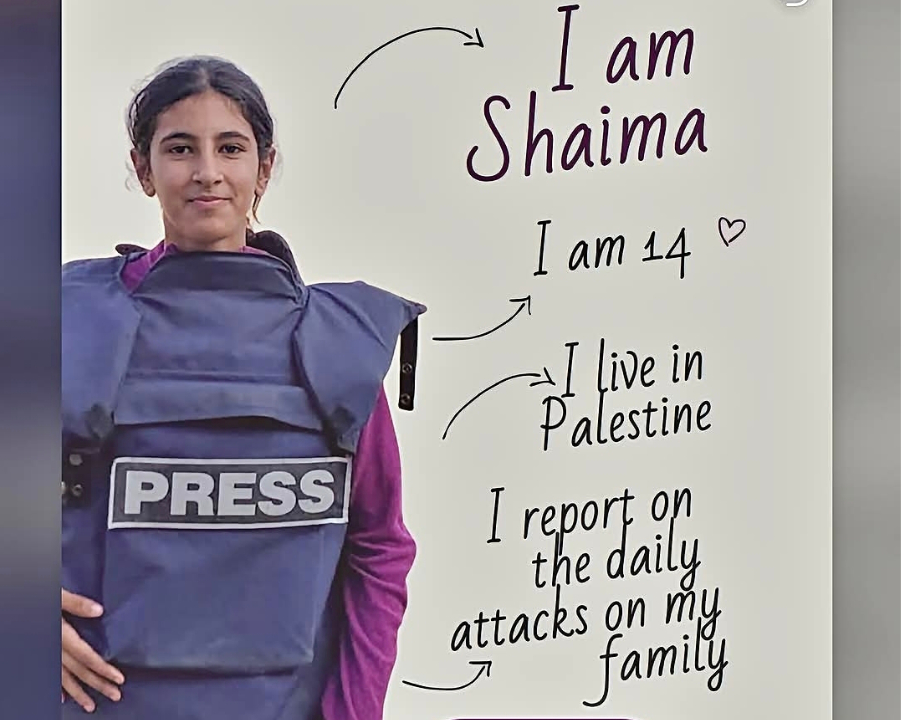 I am
Shaima
I am 14
I live in
Palestine
I report on
the daily
attacks on my
family
PRESS